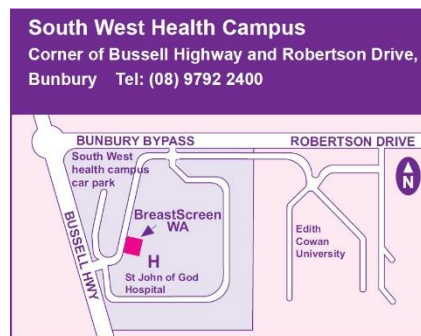 South West Health Campus
Corner of Bussell Highway and Robertson Drive,
Bunbury Tel: (08) 9792 2400
BUNBURY BYPASS
ROBERTSON DRIVE
South West
health campus
car park
N
BUSSELL HWY
BreastScreen
WA
H
St John of God
Hospital
Edith
Cowan
University